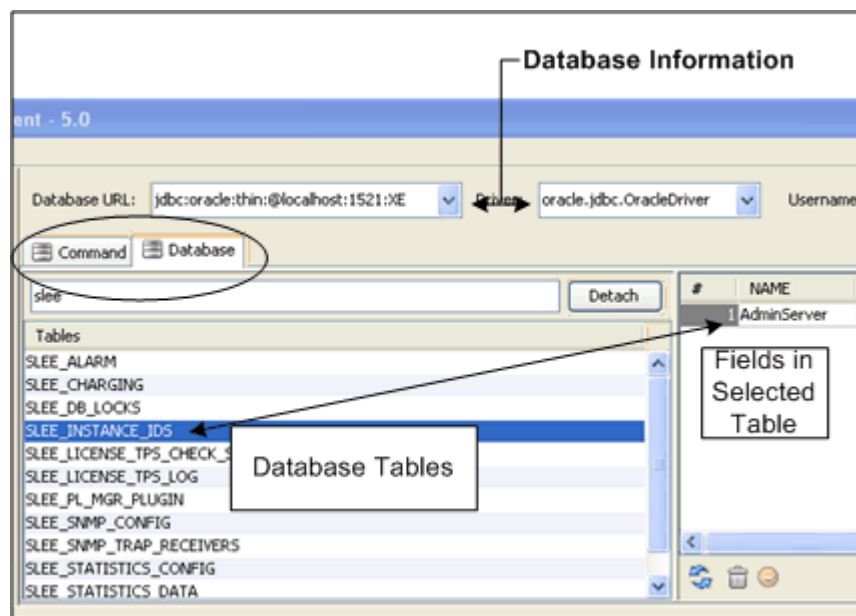 Database Information
ent - 5.0
Database URL: jdbc:oracle:thin:@localhost:1521:XE oracle.jdbc.OracleDriver Username
Command Database
slee Detach
# NAME
1 AdminServer
Tables
SLEE_ALARM
SLEE_CHARGING
SLEE_DB_LOCKS
SLEE_INSTANCE_IDS
SLEE_LICENSE_TPS_CHECK_S
SLEE_LICENSE_TPS_LOG
SLEE_PL_MGR_PLUGIN
SLEE_SNMP_CONFIG
SLEE_SNMP_TRAP_RECEIVERS
SLEE_STATISTICS_CONFIG
SLEE_STATISTICS_DATA
Database Tables
Fields in
Selected
Table